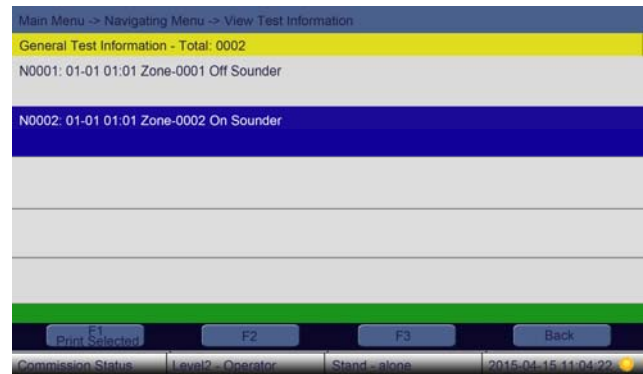 Main Menu -> Navigating Menu -> View Test Information
General Test Information - Total: 0002
N0001: 01-01 01:01 Zone-0001 Off Sounder
N0002: 01-01 01:01 Zone-0002 On Sounder
F1 F2 F3 Back
Print Selected
Commission Status Level2 - Operator Stand - alone 2015-04-15 11:04:22